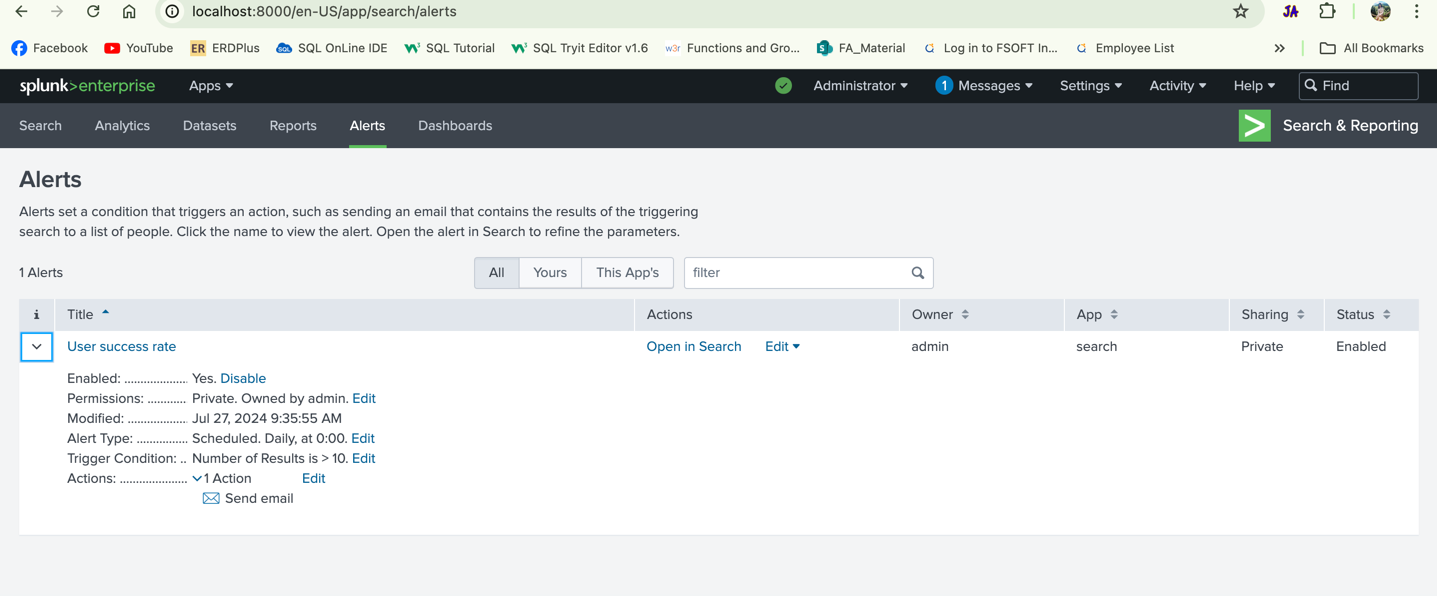 localhost:8000/en-US/app/search/alerts
JA
Facebook YouTube ER ERDPlus SQL SQL OnLine IDE SQL Tutorial SQL Tryit Editor v1.6 w3r Functions and Gro... S FA_Material Log in to FSOFT In... Employee List » All Bookmarks
splunk>enterprise Apps Administrator 1 Messages Settings Activity Help Find
Search Analytics Datasets Reports Alerts Dashboards > Search & Reporting
Alerts
Alerts set a condition that triggers an action, such as sending an email that contains the results of the triggering
search to a list of people. Click the name to view the alert. Open the alert in Search to refine the parameters.
1 Alerts All Yours This App's filter
i Title Actions Owner App Sharing Status
User success rate Open in Search Edit admin search Private Enabled
Enabled: ................... Yes. Disable
Permissions: ............ Private. Owned by admin. Edit
Modified: .................. Jul 27, 2024 9:35:55 AM
Alert Type: ................ Scheduled. Daily, at 0:00. Edit
Trigger Condition: .. Number of Results is > 10. Edit
Actions: ..................... 1 Action Edit
Send email